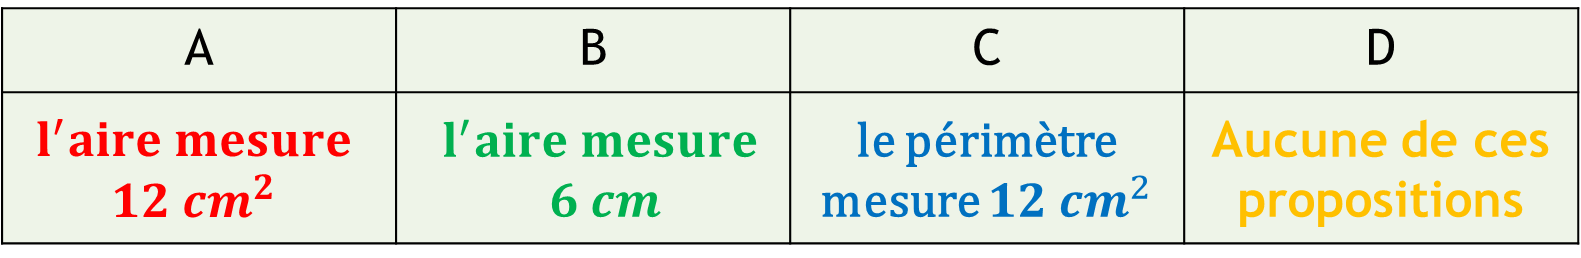 A B C D
l′aire mesure l′aire mesure le périmètre Aucune de ces
12 cm² 6 cm mesure 12 cm² propositions